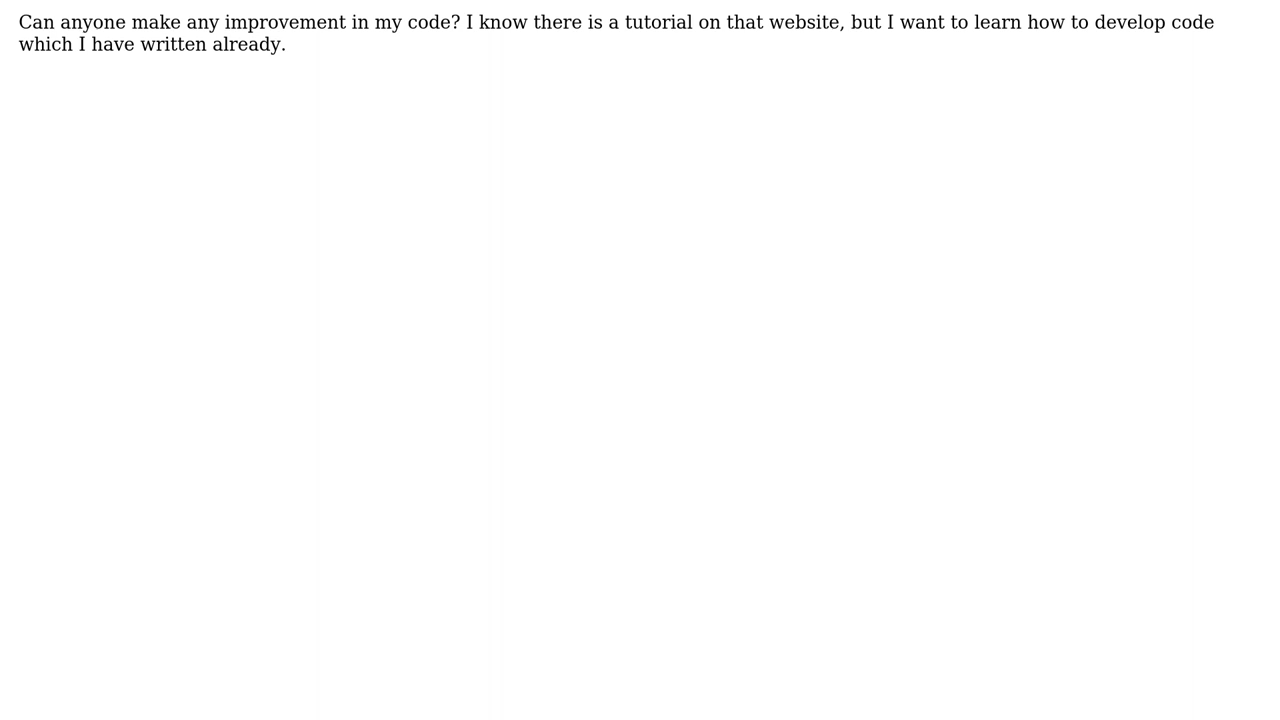 Can anyone make any improvement in my code? I know there is a tutorial on that website, but I want to learn how to develop code
which I have written already.